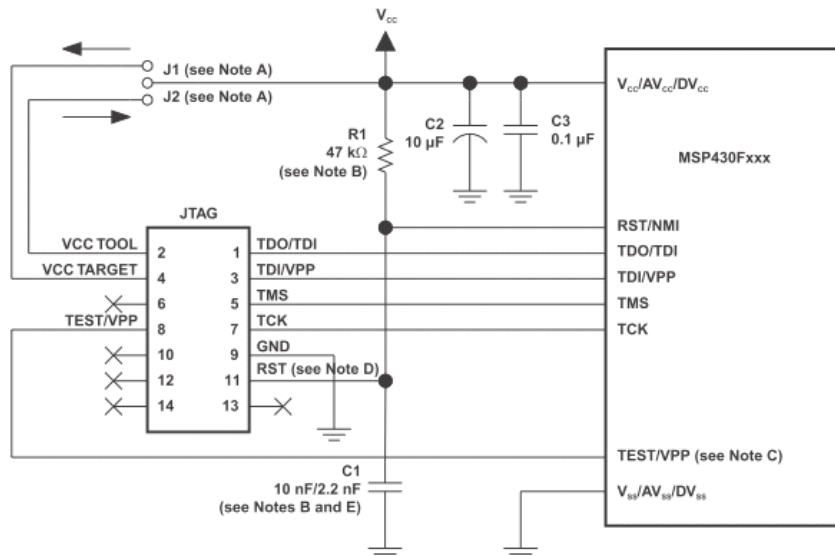 Vcc
J1 (see Note A)
J2 (see Note A)
R1
47 kΩ
(see Note B)
C2
10 µF
C3
0.1 µF
Vcc/AVcc/DVcc
MSP430Fxxx
RST/NMI
TDO/TDI
TDI/VPP
TMS
TCK
TEST/VPP (see Note C)
Vss/AVss/DVss
JTAG
VCC TOOL 2 1 TDO/TDI
VCC TARGET 4 3 TDI/VPP
6 5 TMS
TEST/VPP 8 7 TCK
10 9 GND
12 11 RST (see Note D)
14 13
C1
10 nF/2.2 nF
(see Notes B and E)